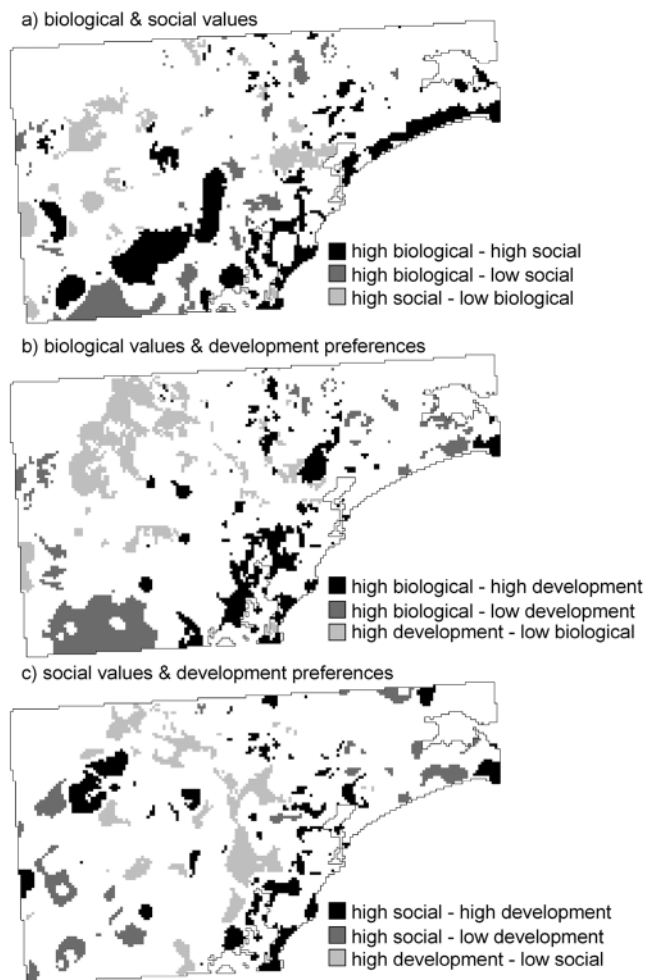 a) biological & social values
high biological - high social
high biological - low social
high social - low biological
b) biological values & development preferences
high biological - high development
high biological - low development
high development - low biological
c) social values & development preferences
high social - high development
high social - low development
high development - low social